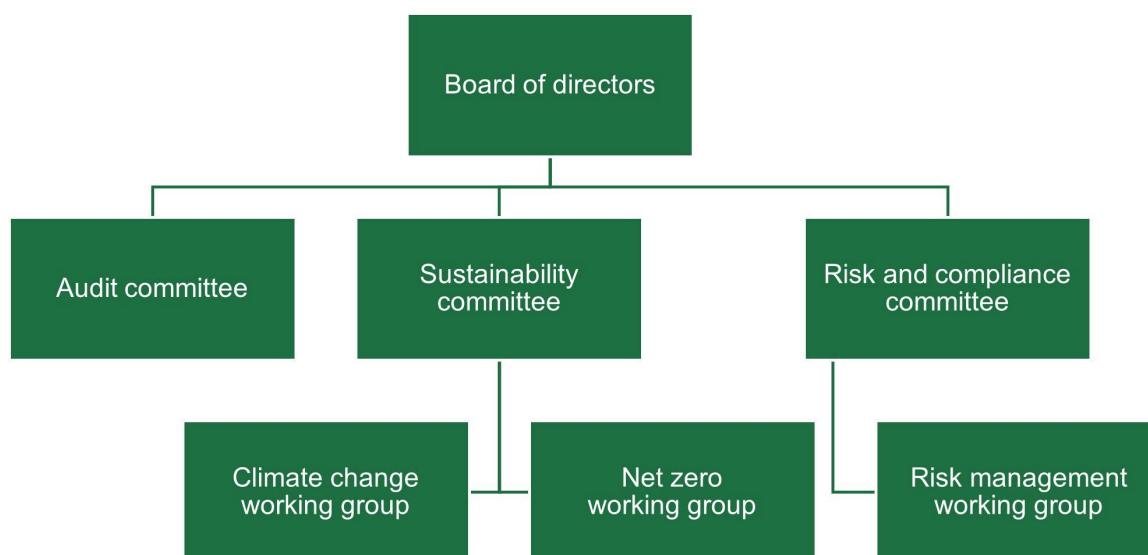 Board of directors
Audit committee
Sustainability
committee
Risk and compliance
committee
Climate change
working group
Net zero
working group
Risk management
working group